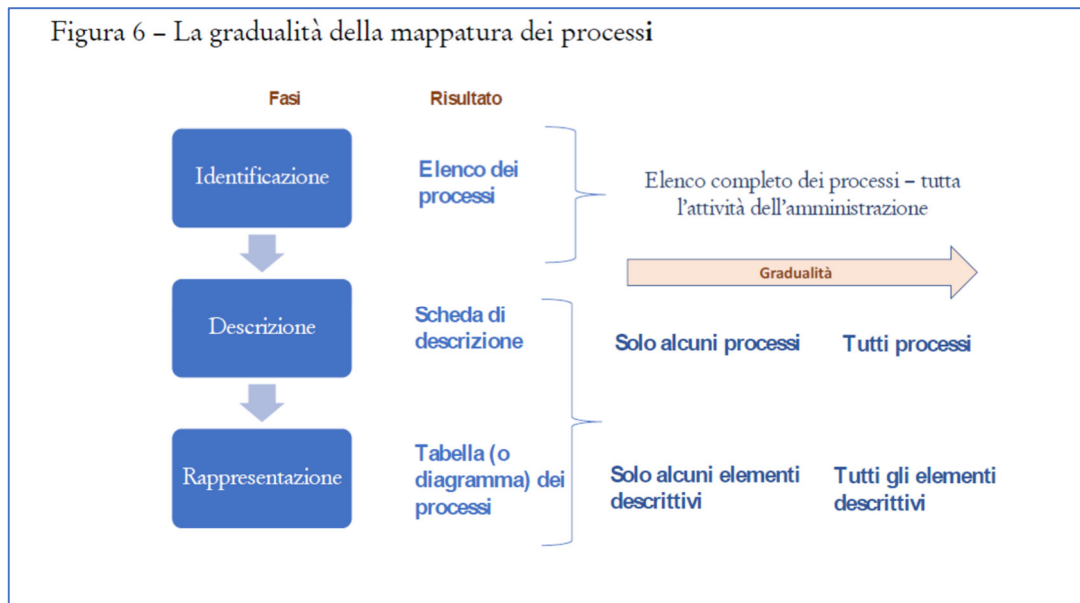 Figura 6 – La gradualità della mappatura dei processi
Fasi
Risultato
Identificazione
Elenco dei
processi
Elenco completo dei processi – tutta
l'attività dell'amministrazione
Gradualità
Descrizione
Scheda di
descrizione
Solo alcuni processi
Tutti processi
Rappresentazione
Tabella (o
diagramma) dei
processi
Solo alcuni elementi
descrittivi
Tutti gli elementi
descrittivi